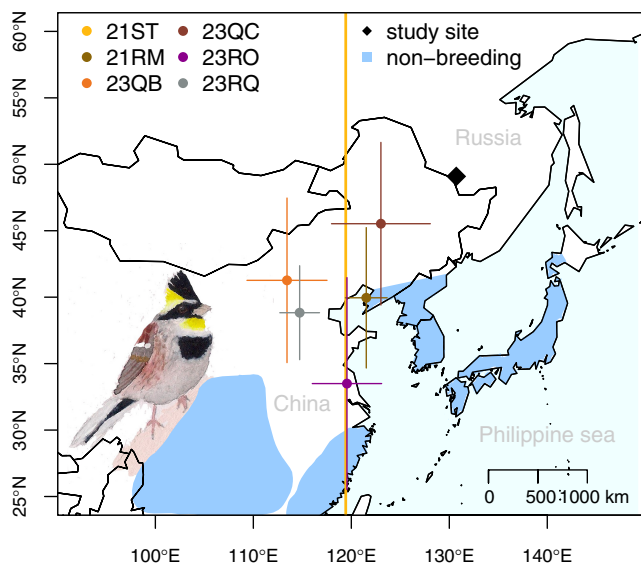 21ST
21RM
23QB
23QC
23RO
23RQ
study site
non−breeding
Russia
China
Philippine sea
0 500 1000 km
60°N
55°N
50°N
45°N
40°N
35°N
30°N
25°N
100°E 110°E 120°E 130°E 140°E